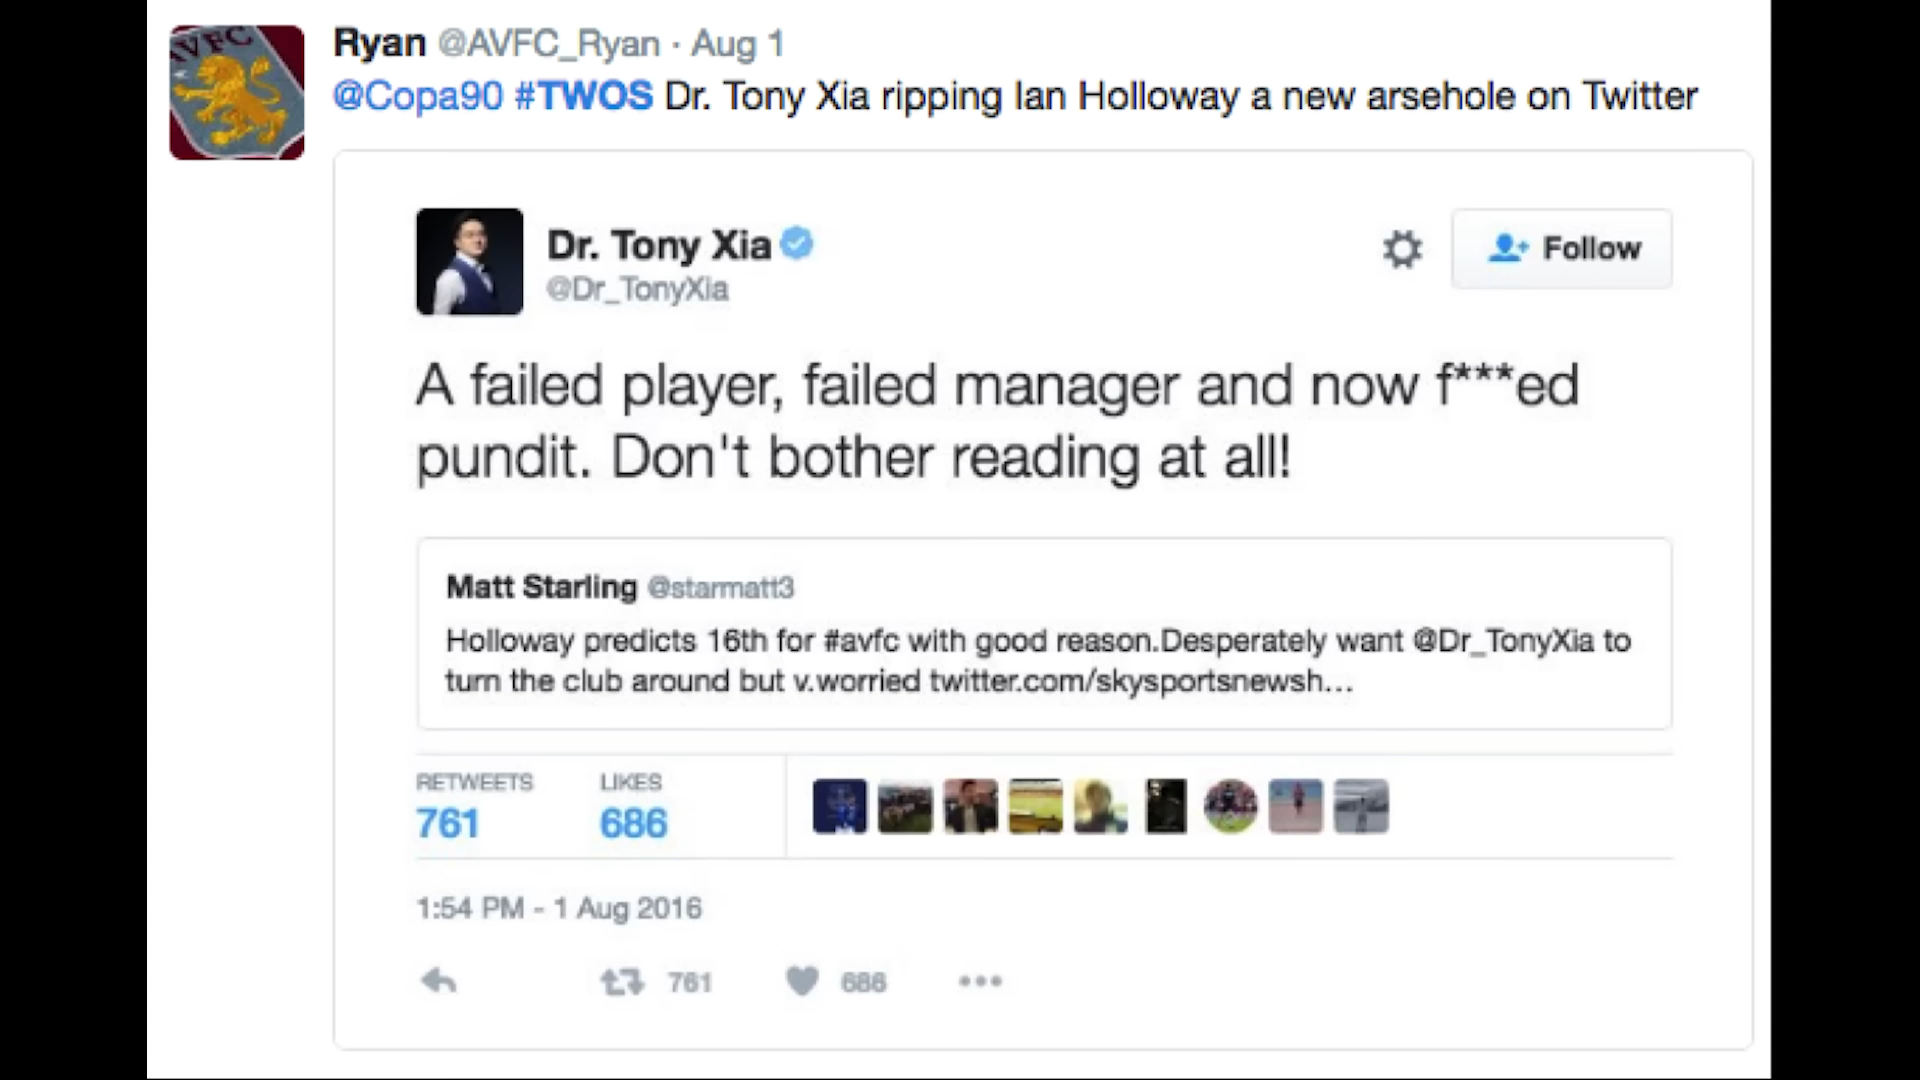 AVFC
Ryan @AVFC_Ryan · Aug 1
@Copa90 #TWOS Dr. Tony Xia ripping Ian Holloway a new arsehole on Twitter
Dr. Tony Xia
@Dr_TonyXia
Follow
A failed player, failed manager and now f***ed
pundit. Don't bother reading at all!
Matt Starling @starmatt3
Holloway predicts 16th for #avfc with good reason.Desperately want @Dr_TonyXia to
turn the club around but v.worried twitter.com/skysportsnewsh...
RETWEETS LIKES
761 686
1:54 PM - 1 Aug 2016
761 686